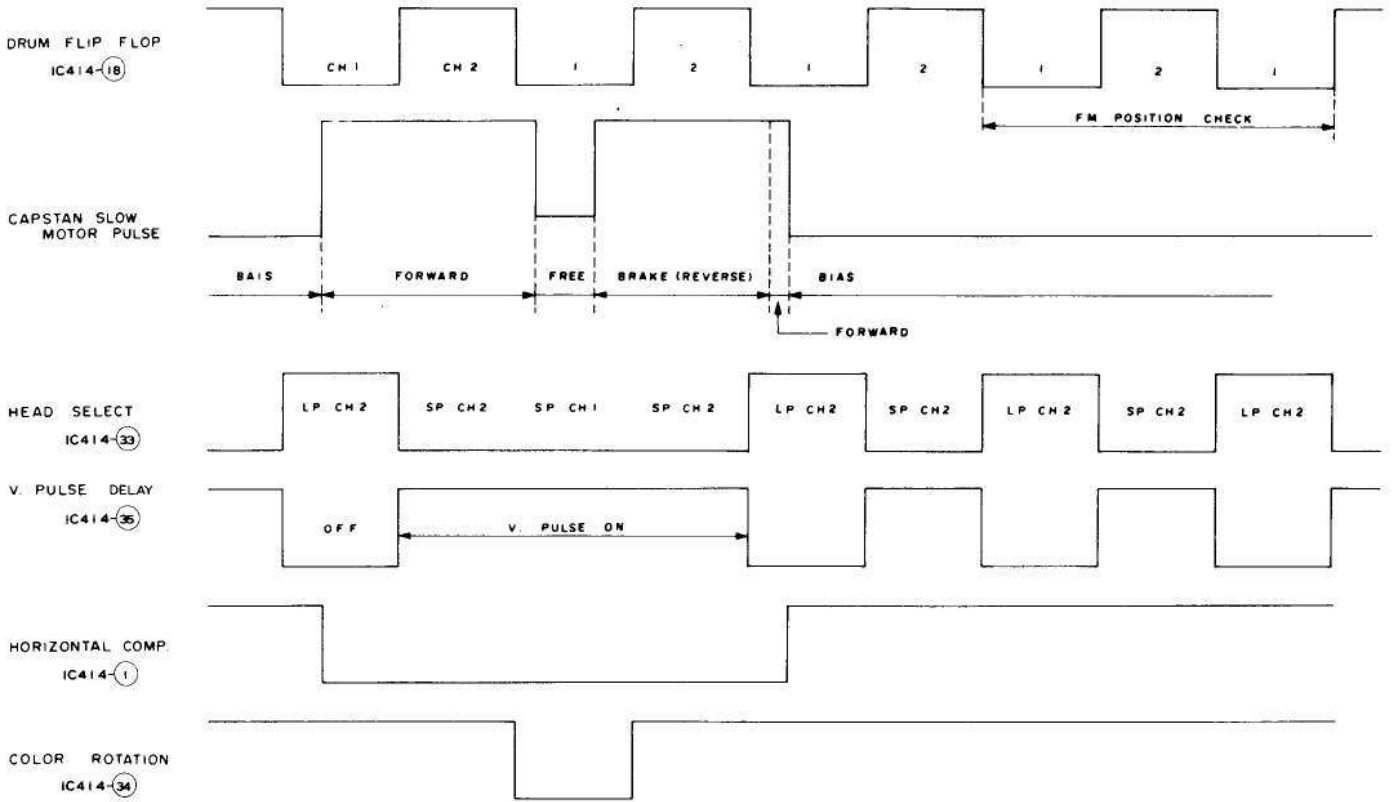 DRUM FLIP FLOP
IC414-18
CH 1 CH 2 1 2 1 2 1 2 1
FM POSITION CHECK
CAPSTAN SLOW
MOTOR PULSE
BAIS FORWARD FREE BRAKE (REVERSE) BIAS
FORWARD
HEAD SELECT
IC414-33
LP CH2 SP CH2 SP CH1 SP CH2 LP CH2 SP CH2 LP CH2 SP CH2 LP CH2
V. PULSE DELAY
IC414-35
OFF V. PULSE ON
HORIZONTAL COMP.
IC414-1
COLOR ROTATION
IC414-34